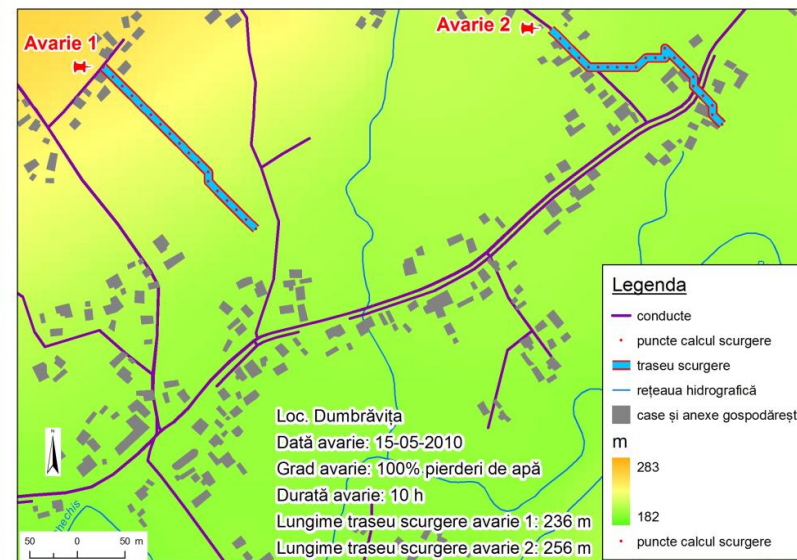 Avarie 1
Avarie 2
Loc. Dumbrăvița
Dată avarie: 15-05-2010
Grad avarie: 100% pierderi de apă
Durată avarie: 10 h
Lungime traseu scurgere avarie 1: 236 m
Lungime traseu scurgere avarie 2: 256 m
N
50 0 50 m
Legenda
conducte
puncte calcul scurgere
traseu scurgere
rețeaua hidrografică
case și anexe gospodărești
m
283
182
puncte calcul scurgere